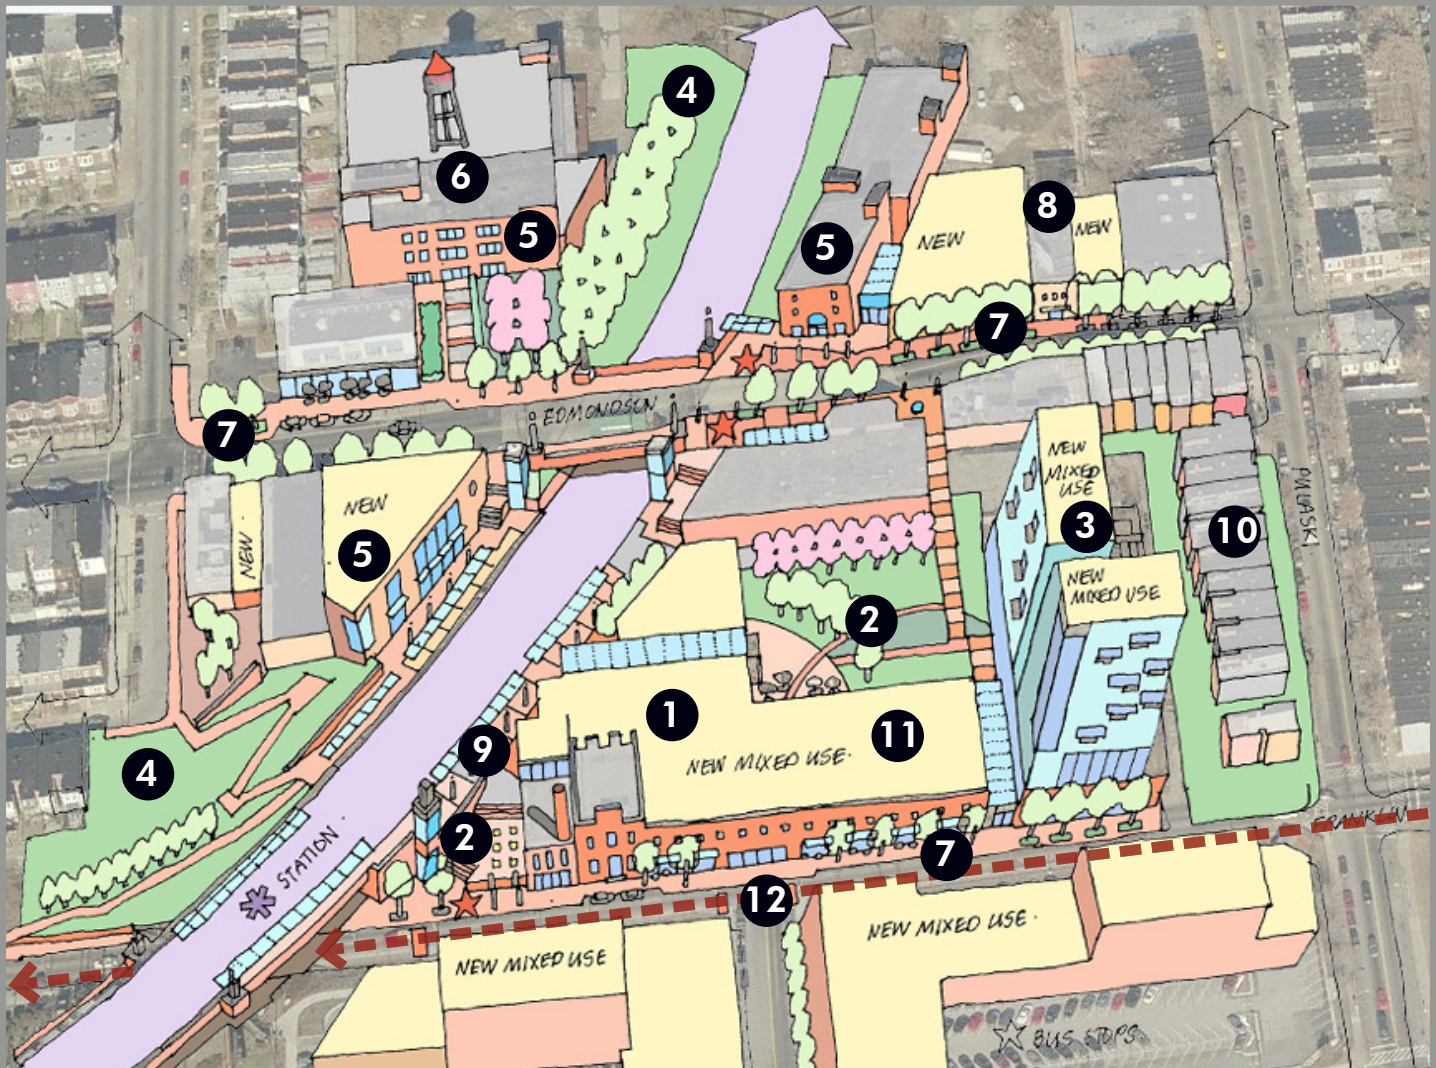 4
6
5
5
8
NEW
NEW
7
EDMONDSON
7
NEW
MIXED
USE
NEW
NEW
5
3
10
PULASKI
NEW
MIXED USE
2
1
11
NEW MIXED USE.
9
4
2
STATION
7
FRANKLIN
12
NEW MIXED USE.
NEW MIXED USE
BUS STOPS.